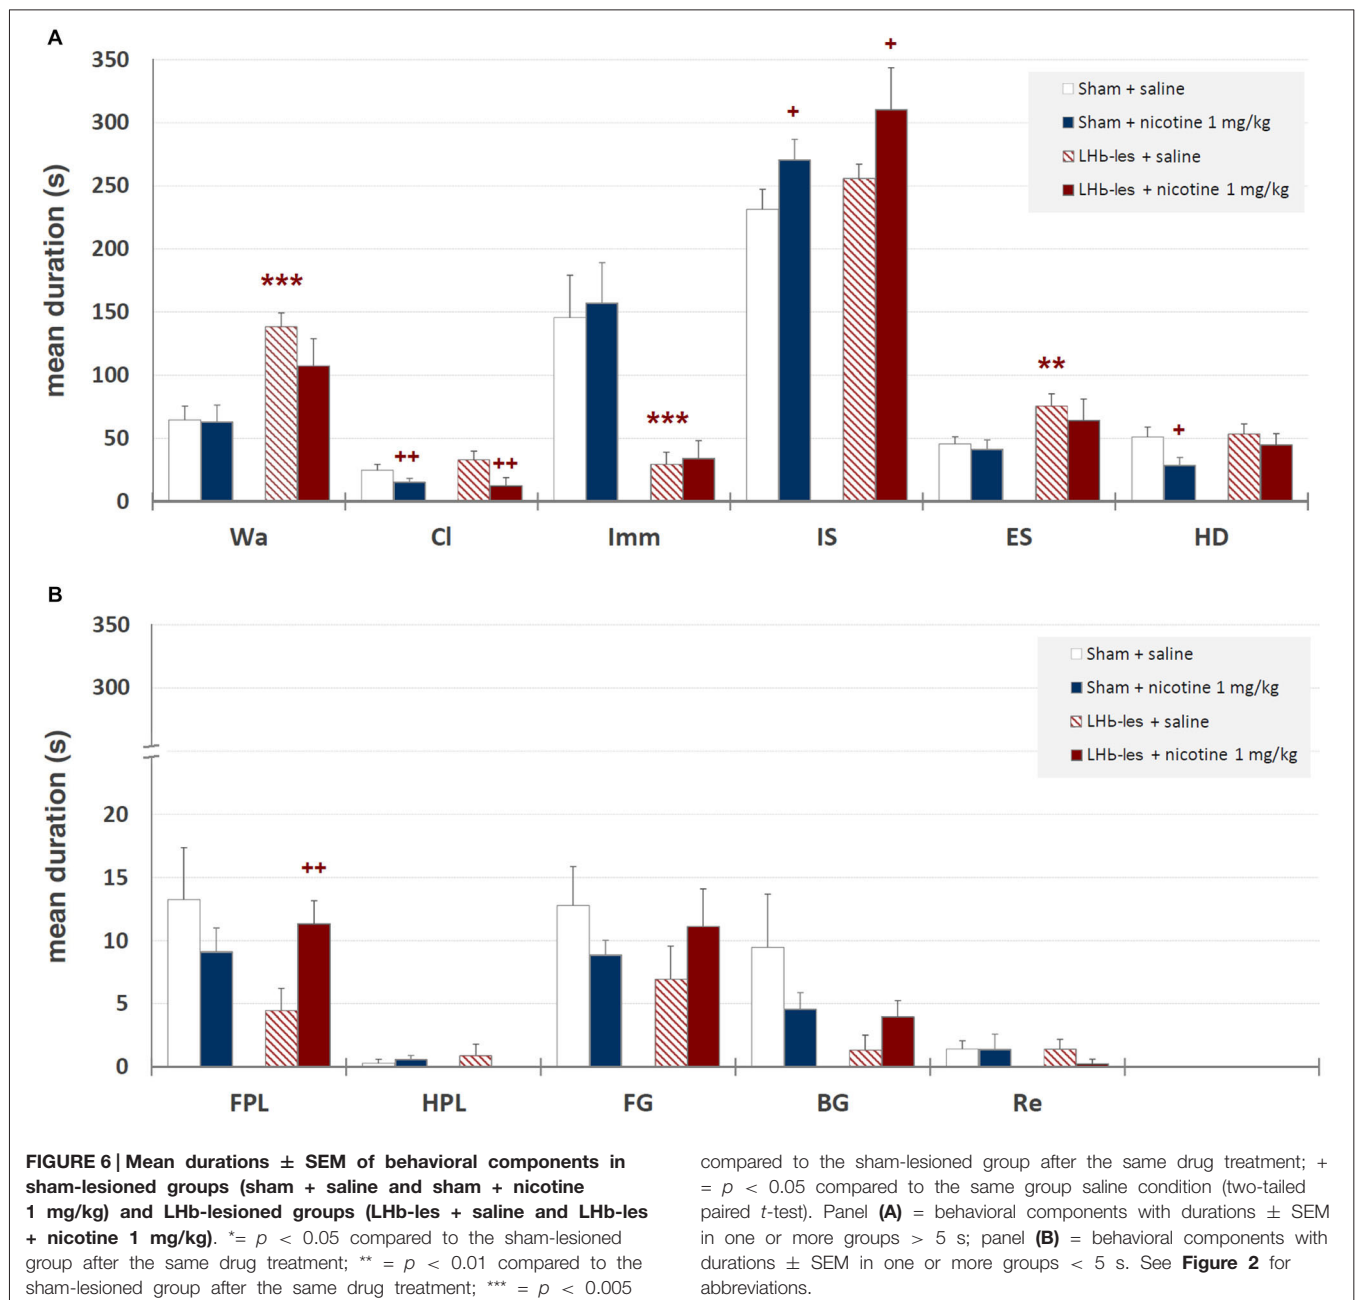 A
350
300
250
200
150
100
50
0
mean duration (s)
Sham + saline
Sham + nicotine 1 mg/kg
LHb-les + saline
LHb-les + nicotine 1 mg/kg
***
++
++
***
+
+
**
+
Wa Cl Imm IS ES HD
B
350
300
20
15
10
5
0
mean duration (s)
Sham + saline
Sham + nicotine 1 mg/kg
LHb-les + saline
LHb-les + nicotine 1 mg/kg
++
FPL HPL FG BG Re
FIGURE 6 | Mean durations ± SEM of behavioral components in
sham-lesioned groups (sham + saline and sham + nicotine
1 mg/kg) and LHb-lesioned groups (LHb-les + saline and LHb-les
+ nicotine 1 mg/kg). *= p < 0.05 compared to the sham-lesioned
group after the same drug treatment; ** = p < 0.01 compared to the
sham-lesioned group after the same drug treatment; *** = p < 0.005
compared to the sham-lesioned group after the same drug treatment; +
= p < 0.05 compared to the same group saline condition (two-tailed
paired t-test). Panel (A) = behavioral components with durations ± SEM
in one or more groups > 5 s; panel (B) = behavioral components with
durations ± SEM in one or more groups < 5 s. See Figure 2 for
abbreviations.